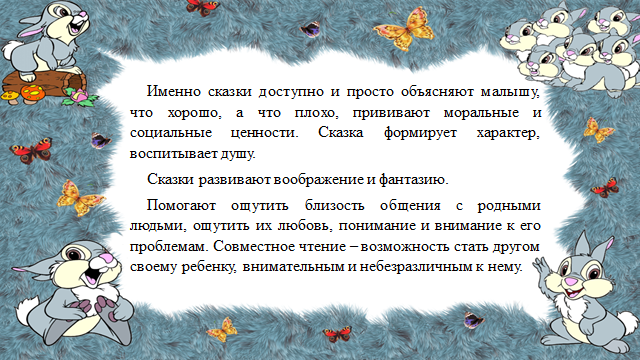 Именно сказки доступно и просто объясняют малышу,
что хорошо, а что плохо, прививают моральные и
социальные ценности. Сказка формирует характер,
воспитывает душу.
Сказки развивают воображение и фантазию.
Помогают ощутить близость общения с родными
людьми, ощутить их любовь, понимание и внимание к его
проблемам. Совместное чтение – возможность стать другом
своему ребенку, внимательным и небезразличным к нему.